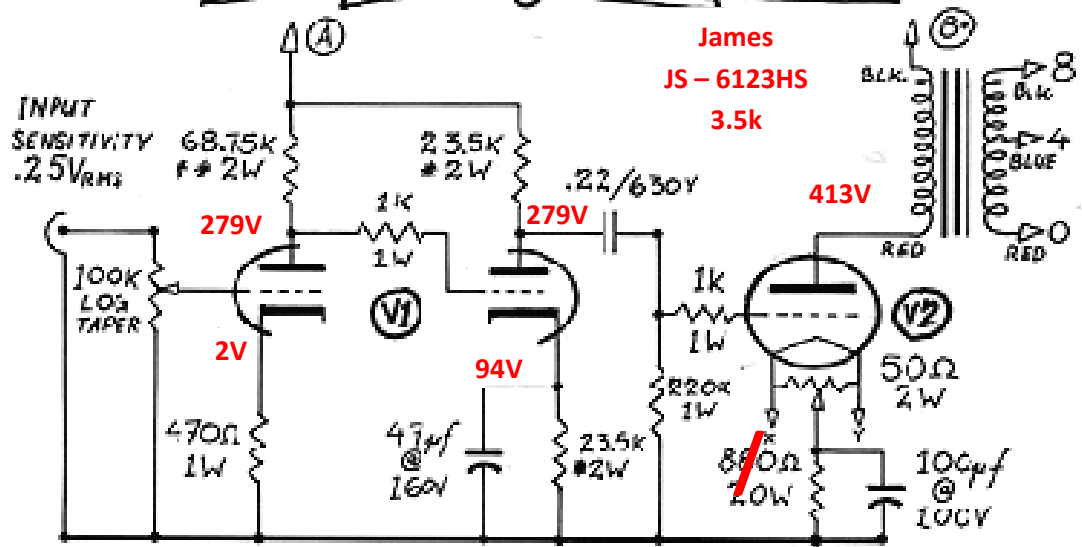 James
JS – 6123HS
3.5k
A
BLK.
8
BLK
4
BLUE
0
RED
RED
INPUT
SENSITIVITY
.25VRMS
68.75K
2W
23.5K
* 2W
.22/630V
413V
279V
1K
1W
279V
100K
LOG
TAPER
V1
1K
1W
V2
2V
94V
50Ω
2W
220K
1W
470Ω
1W
47µf
@
160V
23.5K
*2W
20W
100µf
@
100V